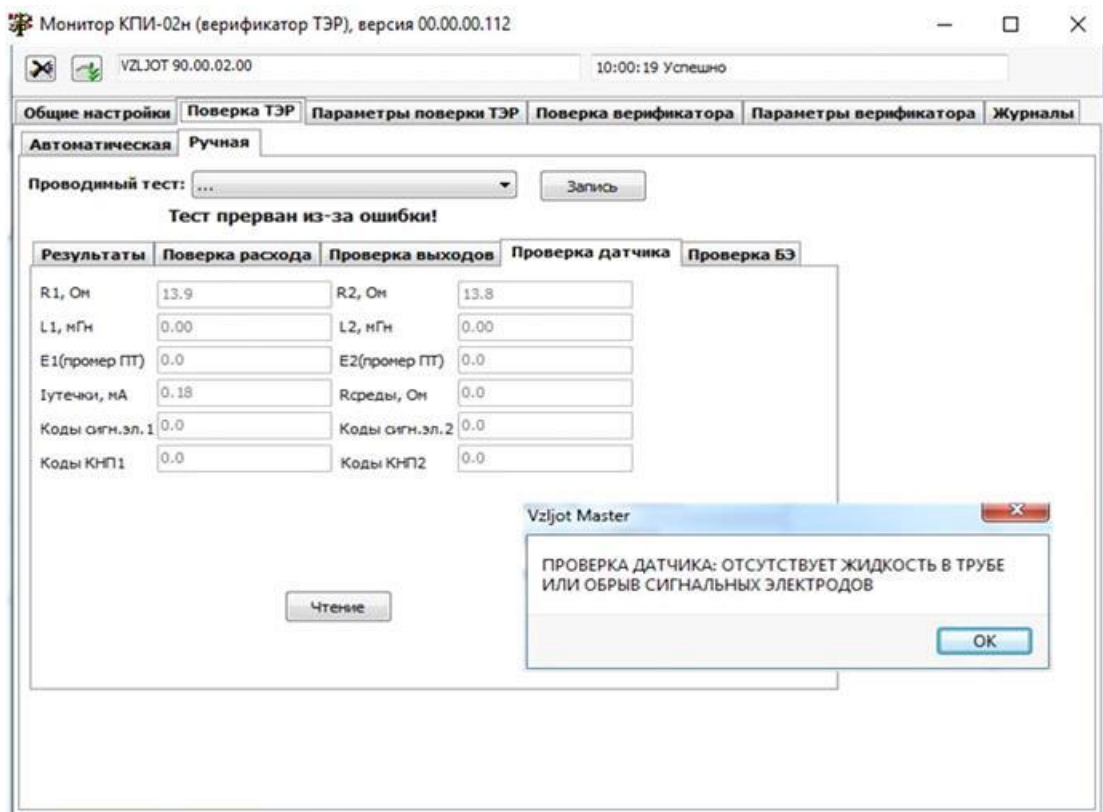 Монитор КПИ-02н (верификатор ТЭР), версия 00.00.00.112
VZLJOT 90.00.02.00 10:00:19 Успешно
Общие настройки Поверка ТЭР Параметры поверки ТЭР Поверка верификатора Параметры верификатора Журналы
Автоматическая Ручная
Проводимый тест: ... Запись
Тест прерван из-за ошибки!
Результаты Поверка расхода Проверка выходов Проверка датчика Проверка БЭ
R1, Ом 13.9 R2, Ом 13.8
L1, мГн 0.00 L2, мГн 0.00
E1(промер ПТ) 0.0 E2(промер ПТ) 0.0
Iутечки, мА 0.18 Rсреды, Ом 0.0
Коды сигн.эл.1 0.0 Коды сигн.эл.2 0.0
Коды КНП1 0.0 Коды КНП2 0.0
Чтение
Vzljot Master
ПРОВЕРКА ДАТЧИКА: ОТСУТСТВУЕТ ЖИДКОСТЬ В ТРУБЕ
ИЛИ ОБРЫВ СИГНАЛЬНЫХ ЭЛЕКТРОДОВ
OK